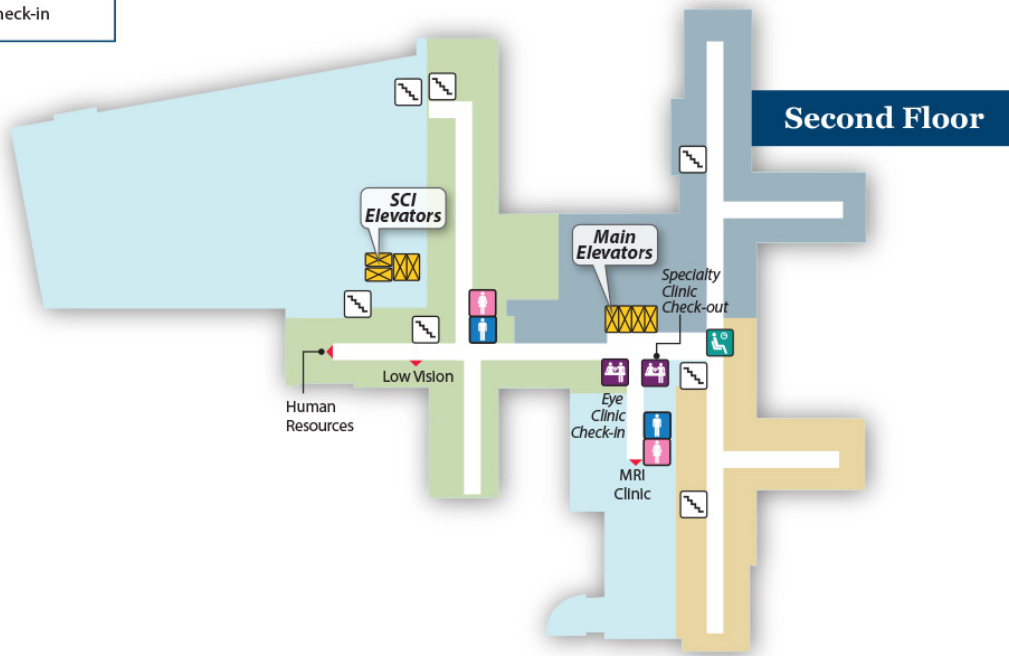 heck-in
Second Floor
SCI
Elevators
Main
Elevators
Specialty
Clinic
Check-out
Low Vision
Human
Resources
Eye
Clinic
Check-in
MRI
Clinic